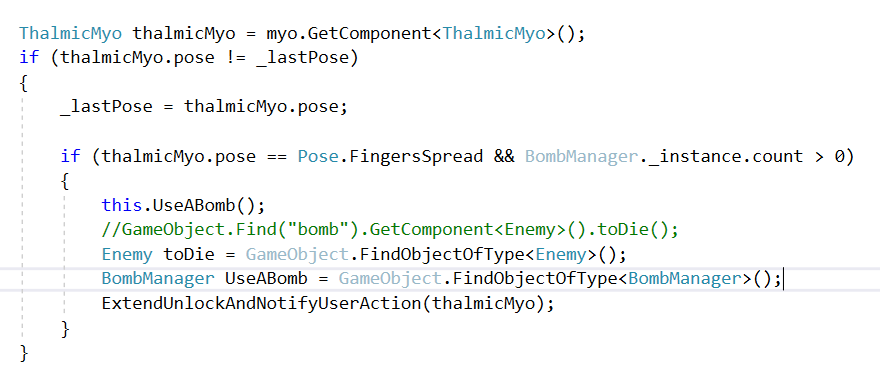 ThalmicMyo thalmicMyo = myo.GetComponent<ThalmicMyo>();
if (thalmicMyo.pose != _lastPose)
{
_lastPose = thalmicMyo.pose;
if (thalmicMyo.pose == Pose.FingersSpread && BombManager._instance.count > 0)
{
this.UseABomb();
//GameObject.Find("bomb").GetComponent<Enemy>().toDie();
Enemy toDie = GameObject.FindObjectOfType<Enemy>();
BombManager UseABomb = GameObject.FindObjectOfType<BombManager>();
ExtendUnlockAndNotifyUserAction(thalmicMyo);
}
}